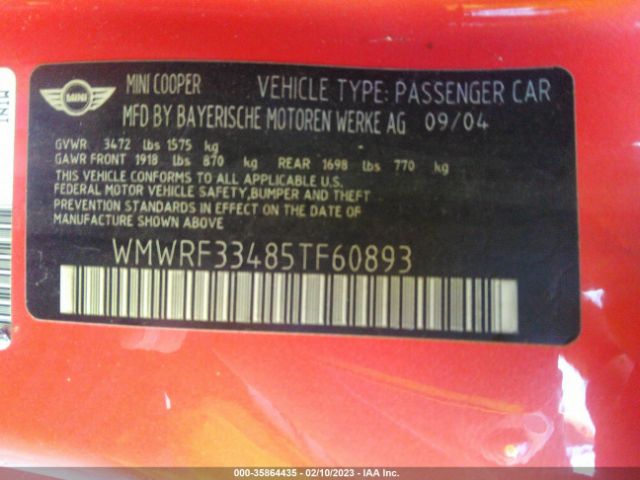 MINI
MINI
MINI COOPER VEHICLE TYPE: PASSENGER CAR
MFD BY BAYERISCHE MOTOREN WERKE AG 09/04
GVWR 3472 lbs 1575 kg -
GAWR FRONT 1918 lbs 870 kg REAR 1698 lbs 770 kg
THIS VEHICLE CONFORMS TO ALL APPLICABLE U.S.
FEDERAL MOTOR VEHICLE SAFETY,BUMPER AND THEFT
PREVENTION STANDARDS IN EFFECT ON THE DATE OF
MANUFACTURE SHOWN ABOVE
WMWRF33485TF60893
000-35864435 - 02/10/2023 - IAA Inc.